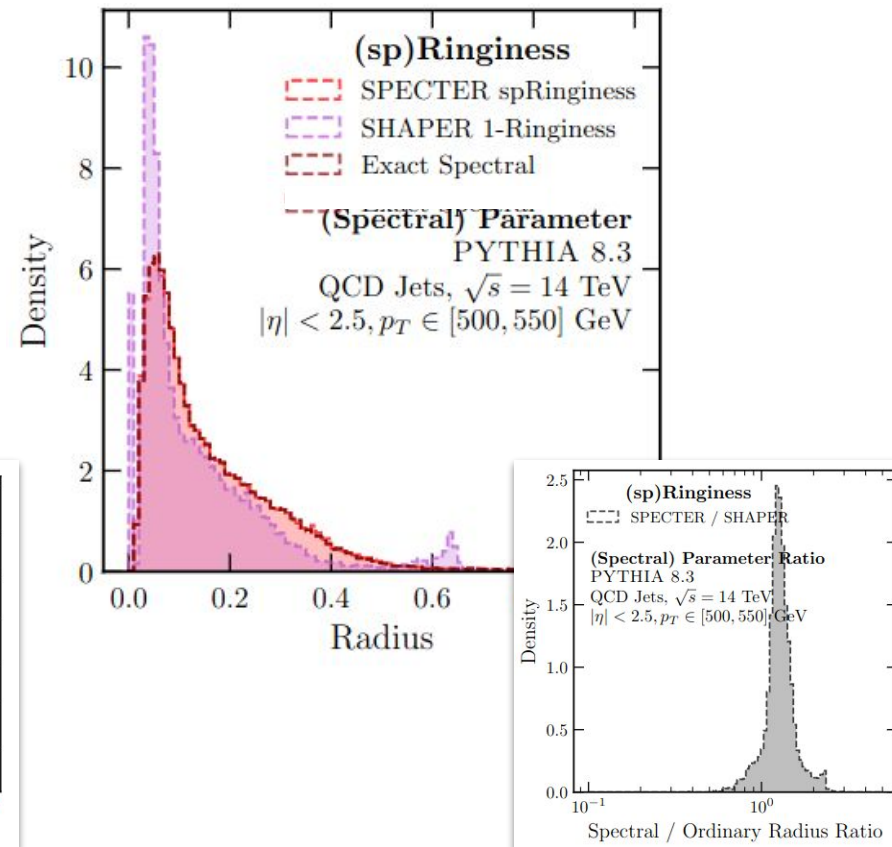 (sp)Ringiness
SPECTER spRinginess
SHAPER 1-Ringiness
Exact Spectral
(Spectral) Parameter
PYTHIA 8.3
QCD Jets, √s = 14 TeV
|η| < 2.5, p_T ∈ [500, 550] GeV
Density
10
8
6
4
2
0
0.0 0.2 0.4 0.6
Radius
(sp)Ringiness
SPECTER / SHAPER
(Spectral) Parameter Ratio
PYTHIA 8.3
QCD Jets, √s = 14 TeV
|η| < 2.5, p_T ∈ [500, 550] GeV
Density
2.5
2.0
1.5
1.0
0.5
0.0
10⁻¹ 10⁰
Spectral / Ordinary Radius Ratio